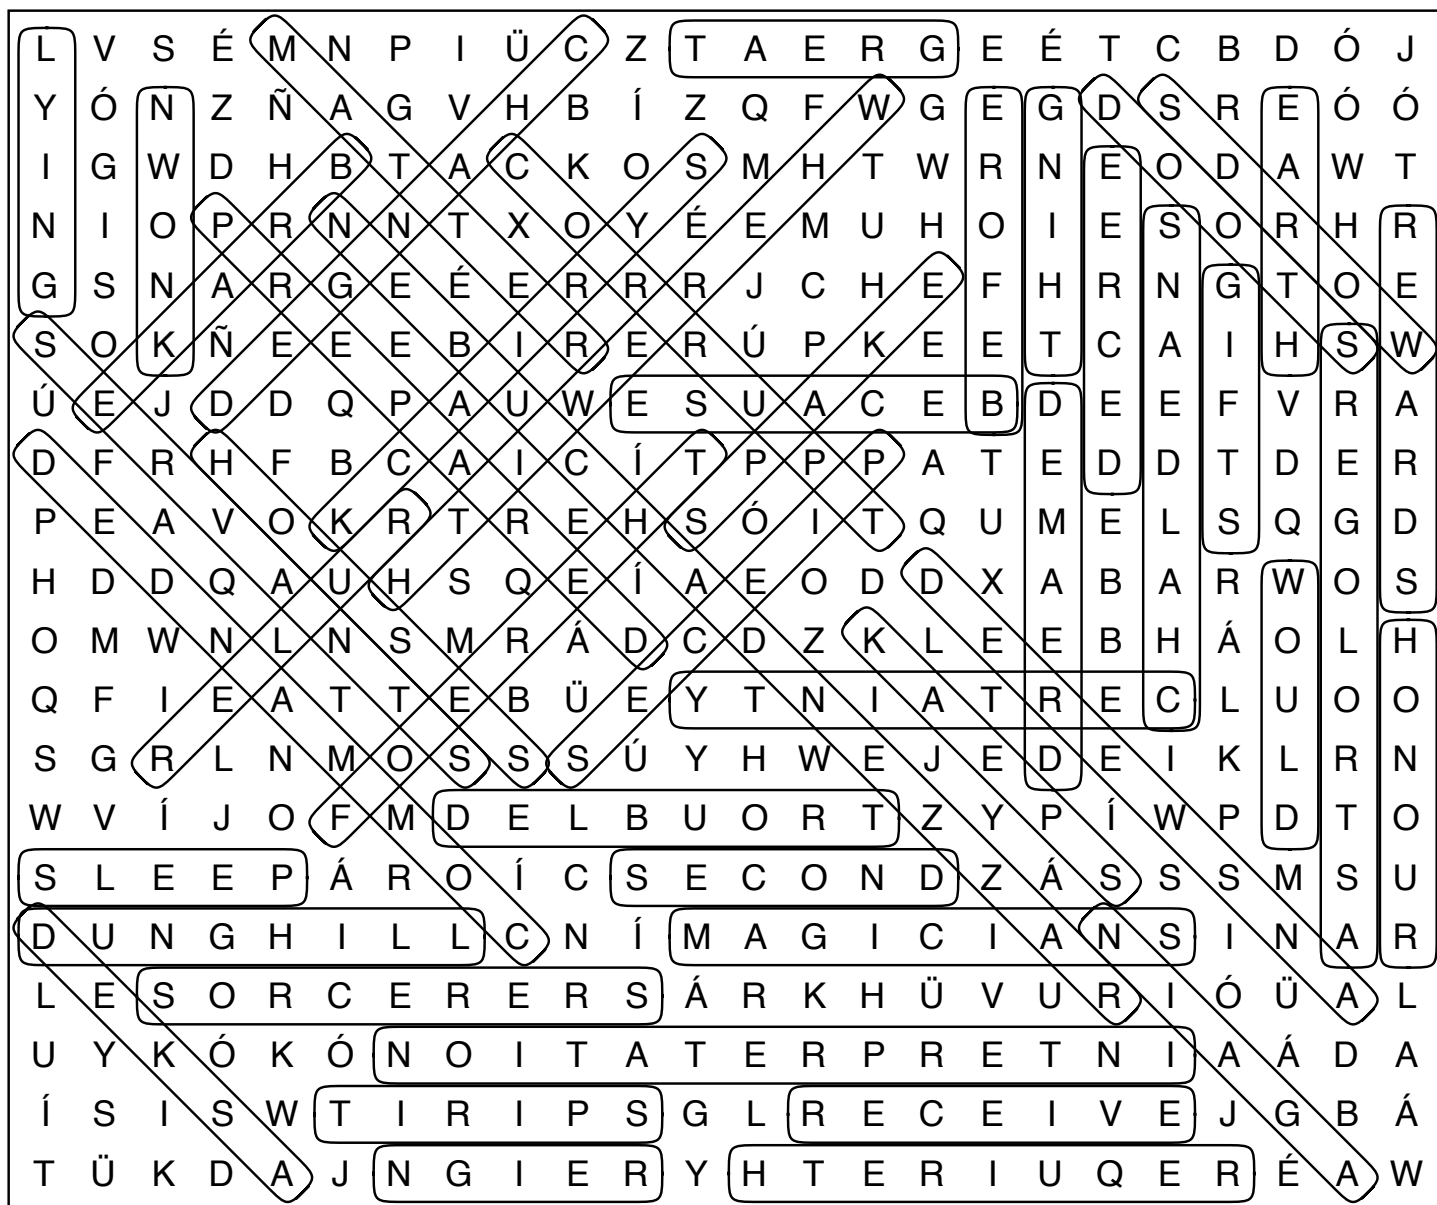 L V S É M N P I Ü C Z T A E R G E É T C B D Ó J
Y Ó N Z Ñ A G V H B Í Z Q F W G E G D S R E Ó Ó
I G W D H B T A C K O S M H T W R N E O D A W T
N I O P R N N T X O Y É E M U H O I E S O R H R
G S N A R G E É E R R R J C H E F H R N G T O E
S O K Ñ E E E B I R E R Ú P K E E T C A I H S W
Ú E J D D Q P A U W E S U A C E B D E E F V R A
D F R H F B C A I C Í T P P P A T E D D T D E R
P E A V O K R T R E H S Ó I T Q U M E L S Q G D
H D D Q A U H S Q E Í A E O D D X A B A R W O S
O M W N L N S M R Á D C D Z K L E E B H Á O L H
Q F I E A T T E B Ü E Y T N I A T R E C L U O O
S G R L N M O S S S Ú Y H W E J E D E I K L R N
W V Í J O F M D E L B U O R T Z Y P Í W P D T O
S L E E P Á R O Í C S E C O N D Z Á S S S M S U
D U N G H I L L C N Í M A G I C I A N S I N A R
L E S O R C E R E R S Á R K H Ü V U R I Ó Ü A L
U Y K Ó K Ó N O I T A T E R P R E T N I A Á D A
Í S I S W T I R I P S G L R E C E I V E J G B Á
T Ü K D A J N G I E R Y H T E R I U Q E R É A W